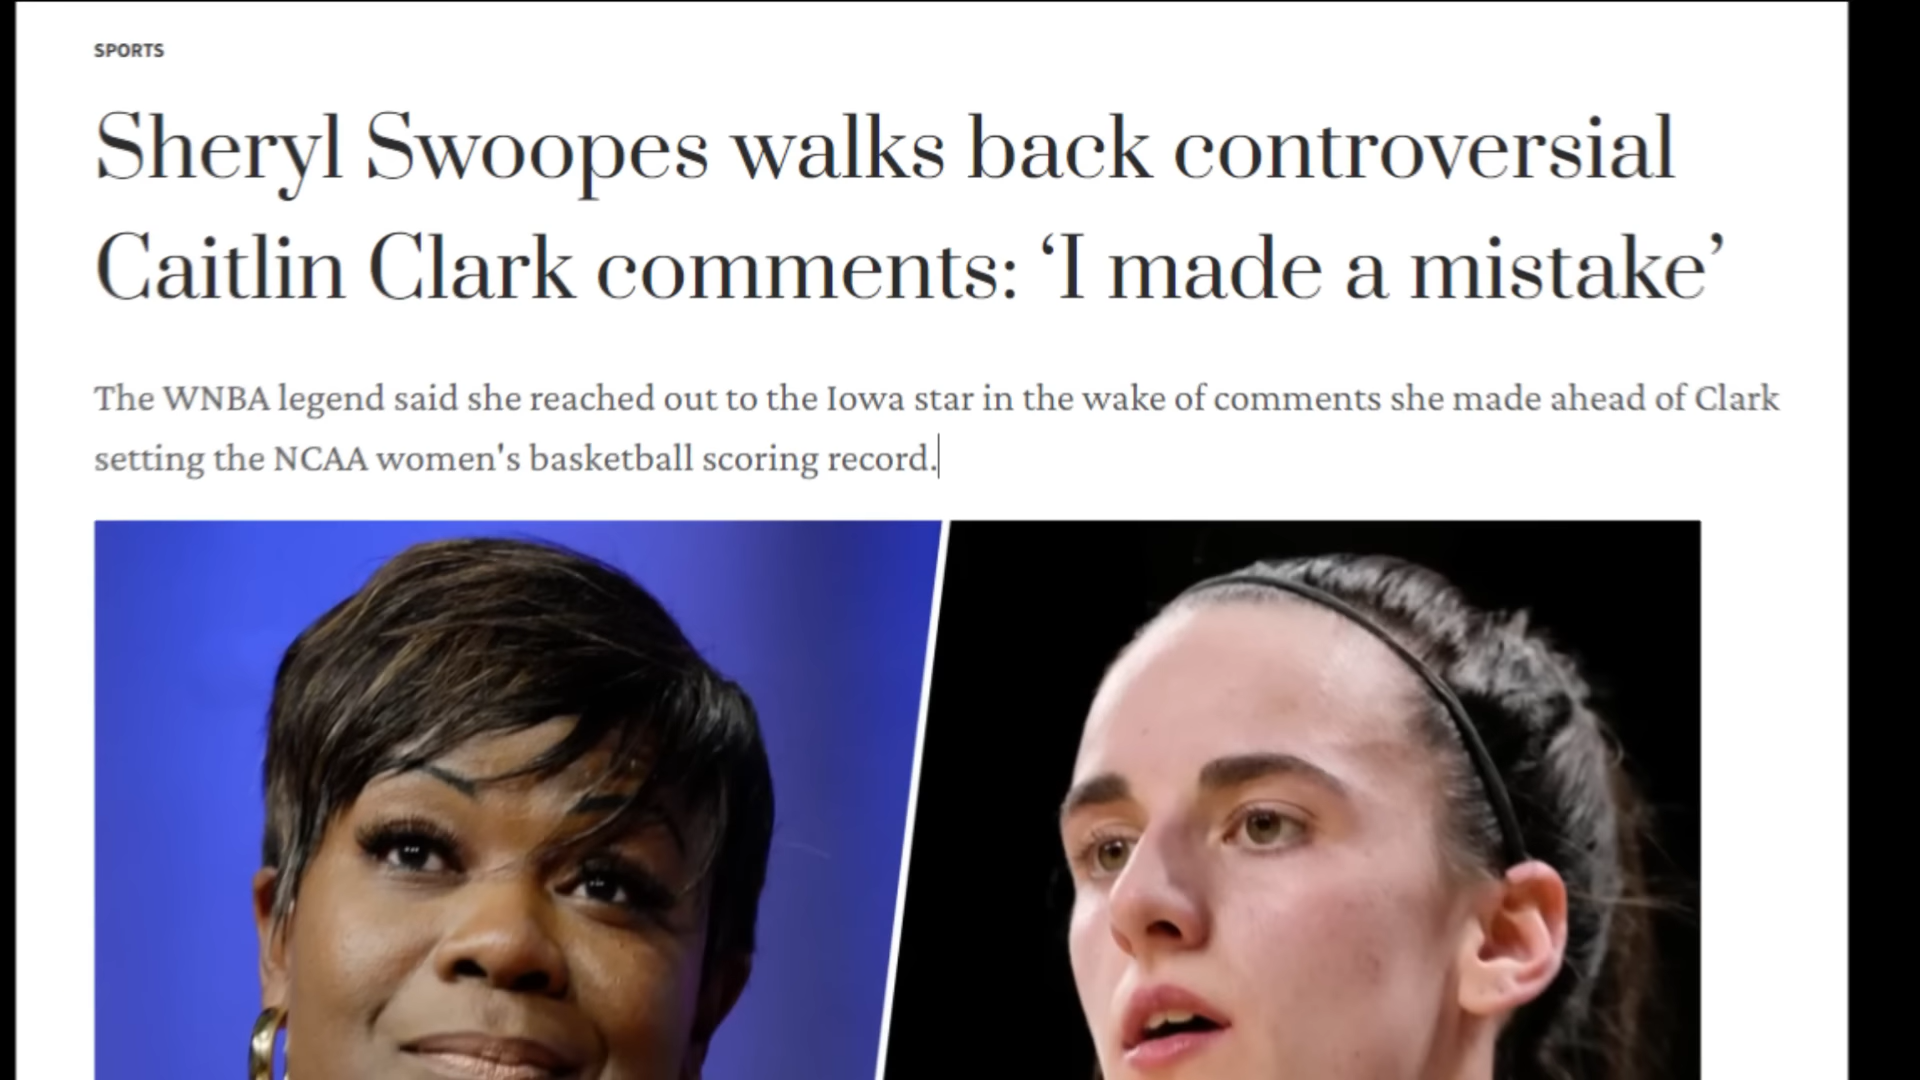 SPORTS
Sheryl Swoopes walks back controversial
Caitlin Clark comments: ‘I made a mistake’
The WNBA legend said she reached out to the Iowa star in the wake of comments she made ahead of Clark
setting the NCAA women's basketball scoring record.